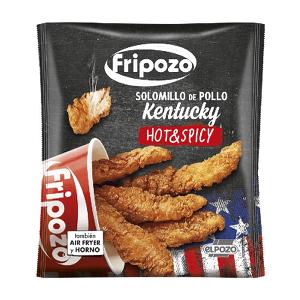 fripozo
SOLOMILLO DE POLLO
Kentucky
HOT&SPICY
fripozo
también
AIR FRYER
y HORNO
ELPOZO